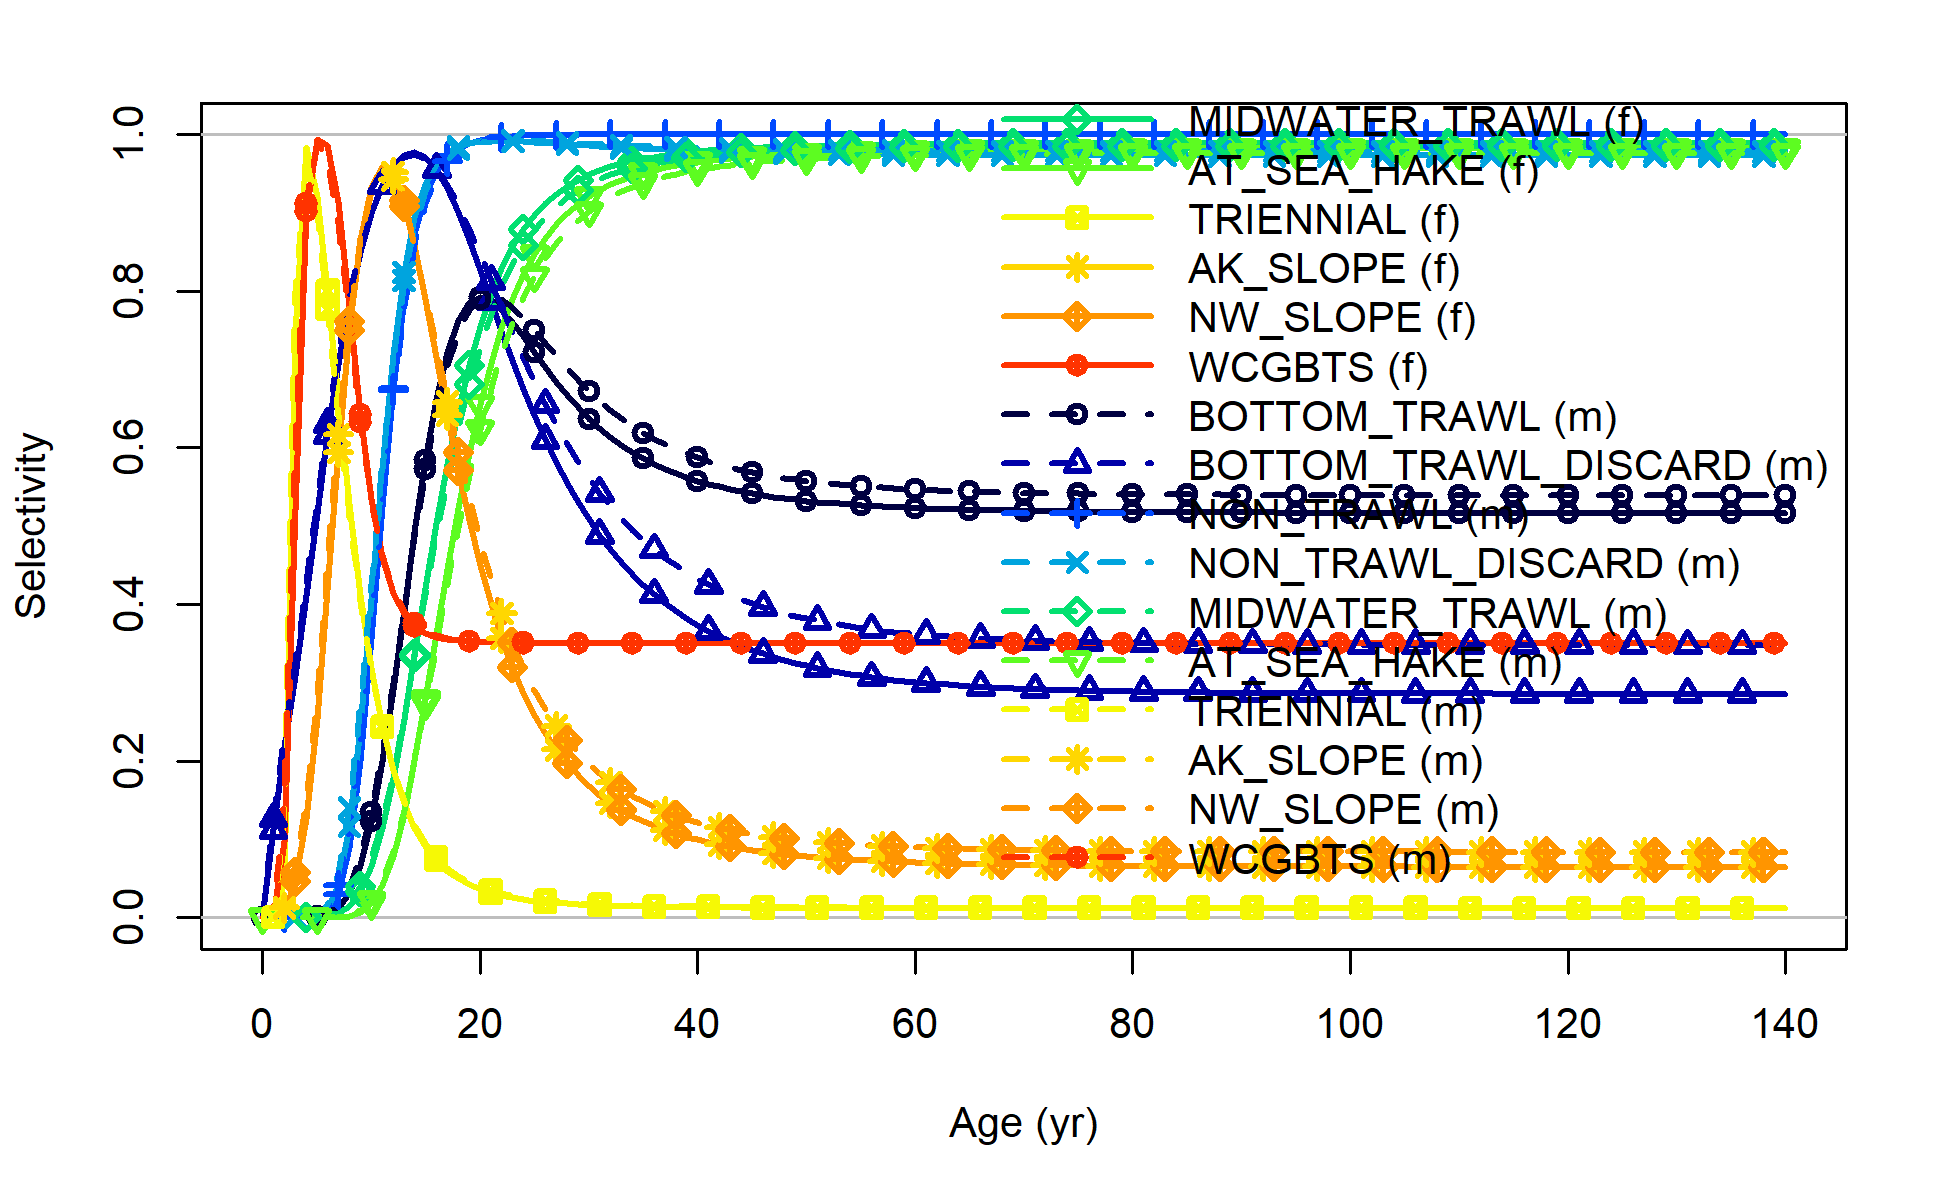 MIDWATER_TRAWL (f)
AT_SEA_HAKE (f)
TRIENNIAL (f)
AK_SLOPE (f)
NW_SLOPE (f)
WCGBTS (f)
BOTTOM_TRAWL (m)
BOTTOM_TRAWL_DISCARD (m)
NON_TRAWL (m)
NON_TRAWL_DISCARD (m)
MIDWATER_TRAWL (m)
AT_SEA_HAKE (m)
TRIENNIAL (m)
AK_SLOPE (m)
NW_SLOPE (m)
WCGBTS (m)
Selectivity
1.0
0.8
0.6
0.4
0.2
0.0
0 20 40 60 80 100 120 140
Age (yr)